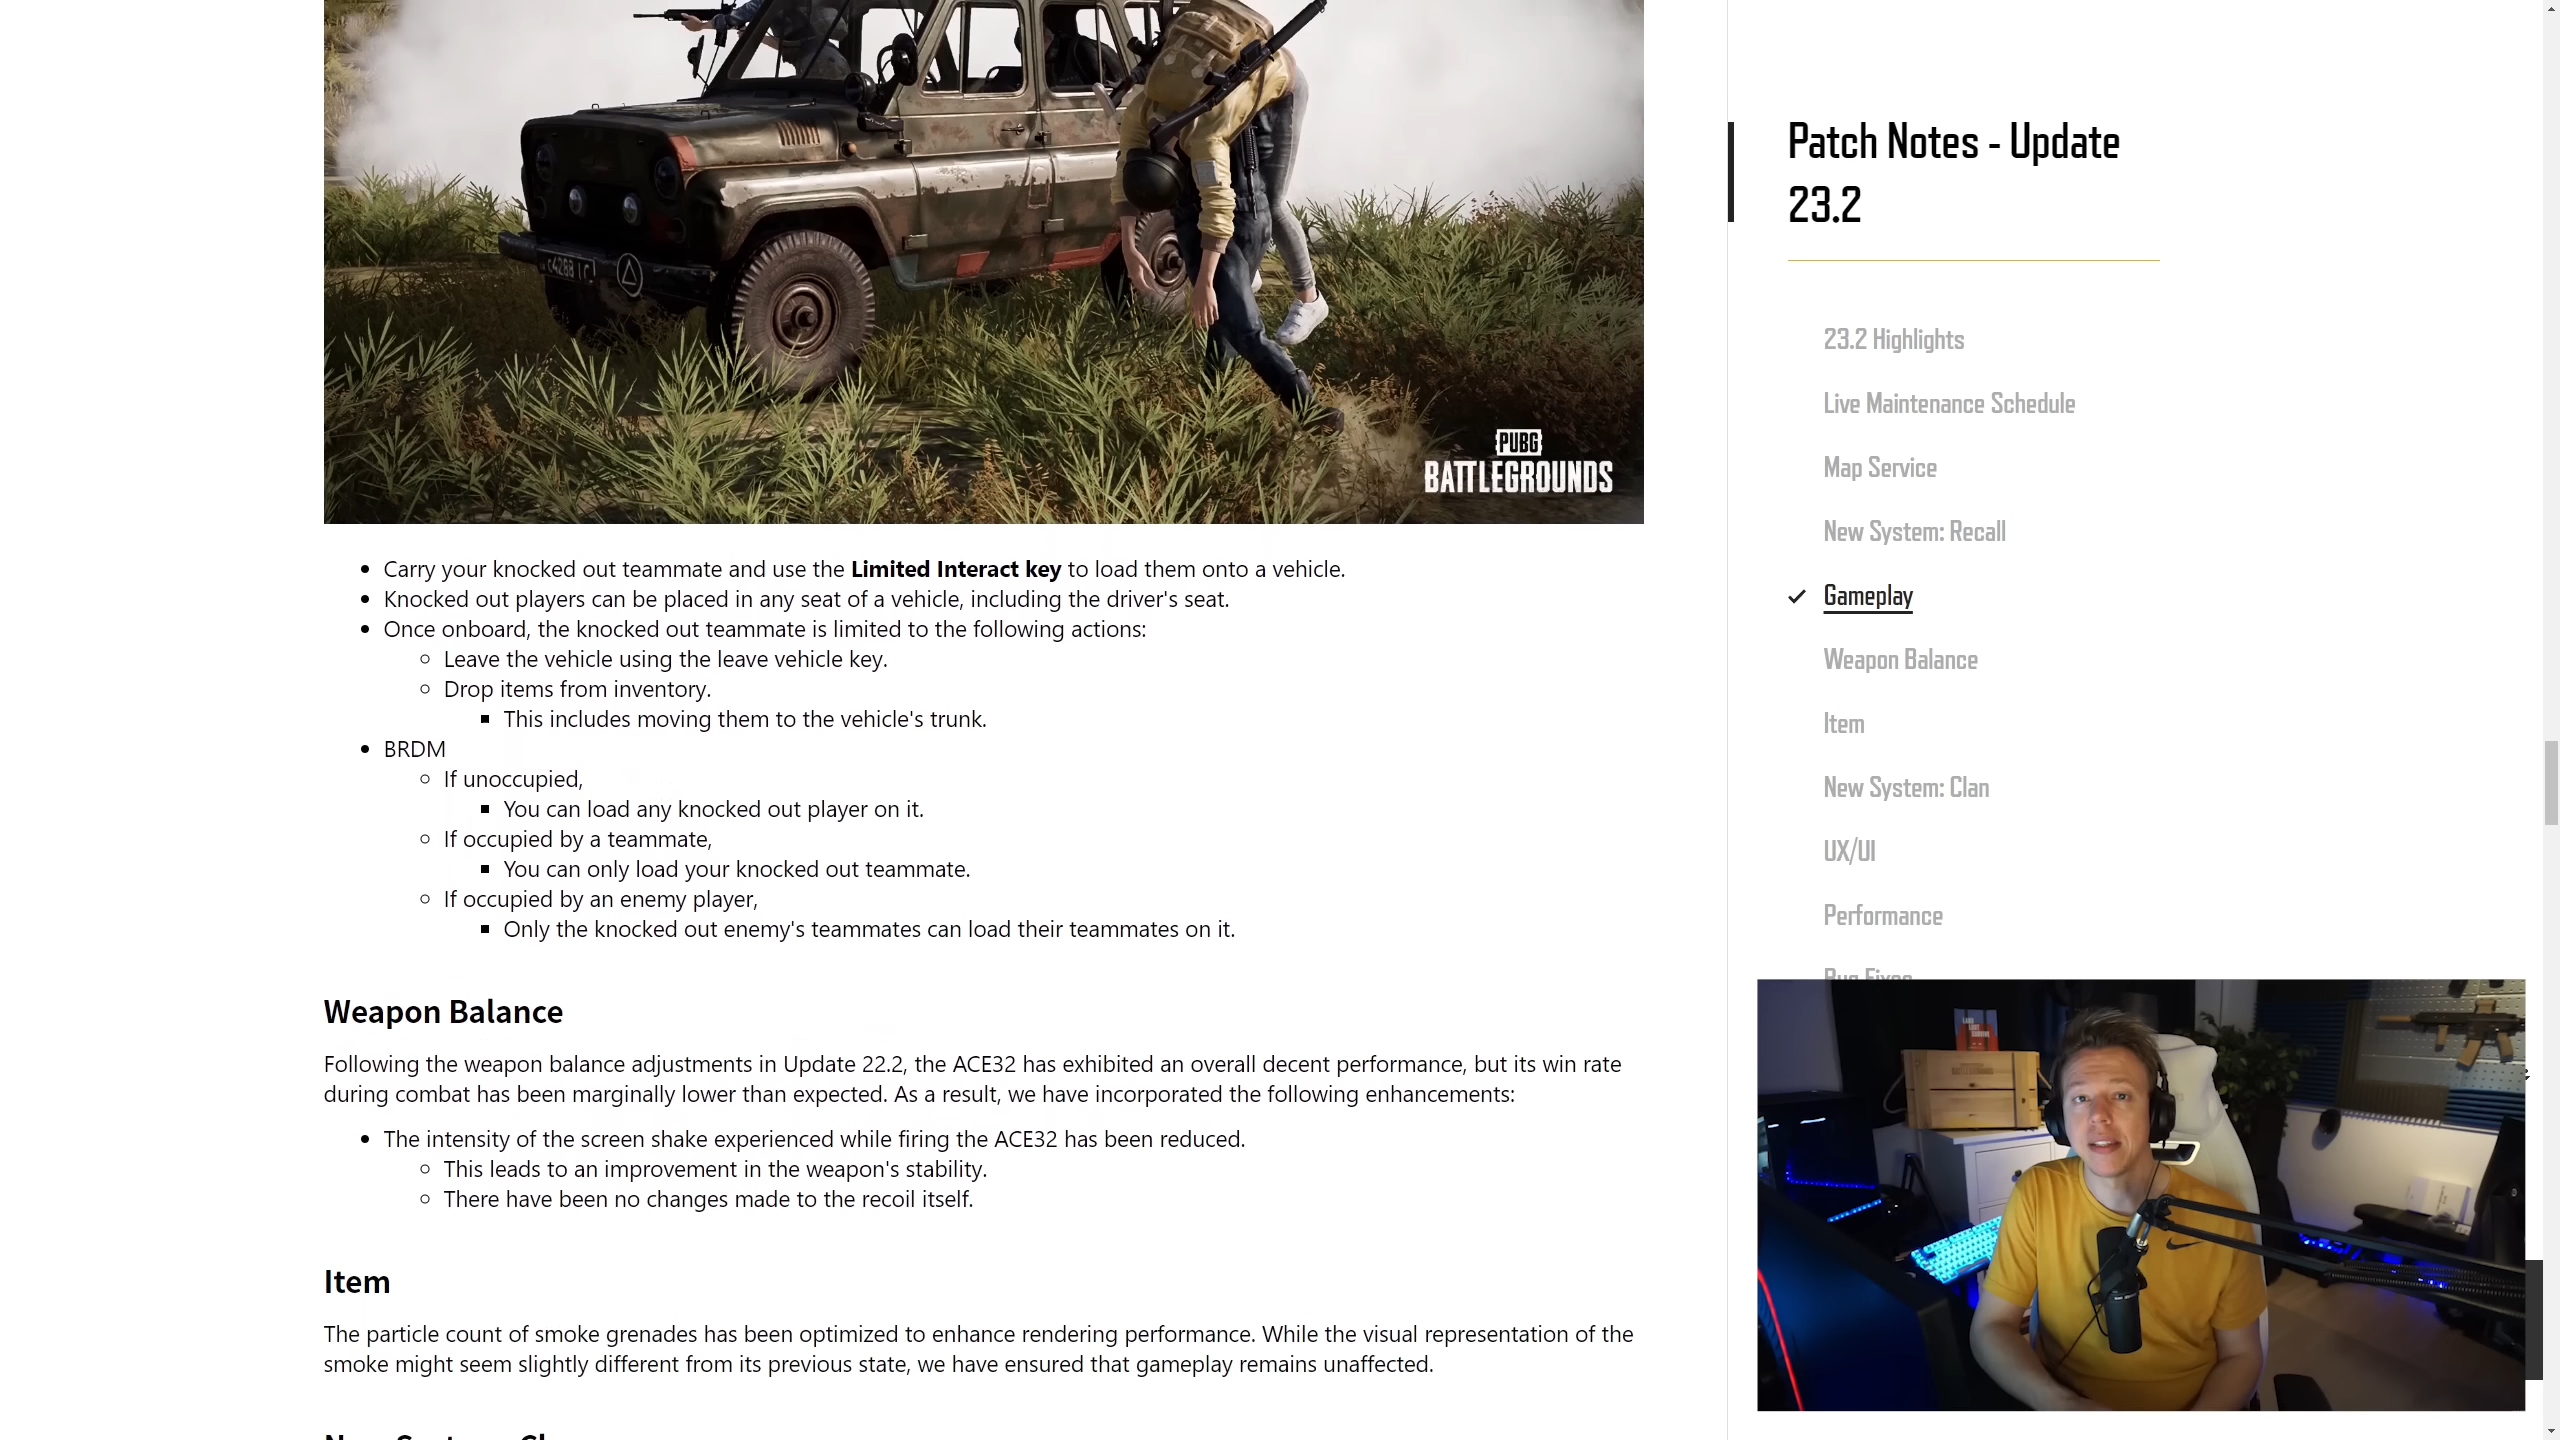 PUBG
BATTLEGROUNDS
Carry your knocked out teammate and use the Limited Interact key to load them onto a vehicle.
Knocked out players can be placed in any seat of a vehicle, including the driver's seat.
Once onboard, the knocked out teammate is limited to the following actions:
Leave the vehicle using the leave vehicle key.
Drop items from inventory.
This includes moving them to the vehicle's trunk.
BRDM
If unoccupied,
You can load any knocked out player on it.
If occupied by a teammate,
You can only load your knocked out teammate.
If occupied by an enemy player,
Only the knocked out enemy's teammates can load their teammates on it.
Weapon Balance
Following the weapon balance adjustments in Update 22.2, the ACE32 has exhibited an overall decent performance, but its win rate
during combat has been marginally lower than expected. As a result, we have incorporated the following enhancements:
The intensity of the screen shake experienced while firing the ACE32 has been reduced.
This leads to an improvement in the weapon's stability.
There have been no changes made to the recoil itself.
Item
The particle count of smoke grenades has been optimized to enhance rendering performance. While the visual representation of the
smoke might seem slightly different from its previous state, we have ensured that gameplay remains unaffected.
Patch Notes - Update
23.2
23.2 Highlights
Live Maintenance Schedule
Map Service
New System: Recall
Gameplay
Weapon Balance
Item
New System: Clan
UX/UI
Performance
Bug Fixes